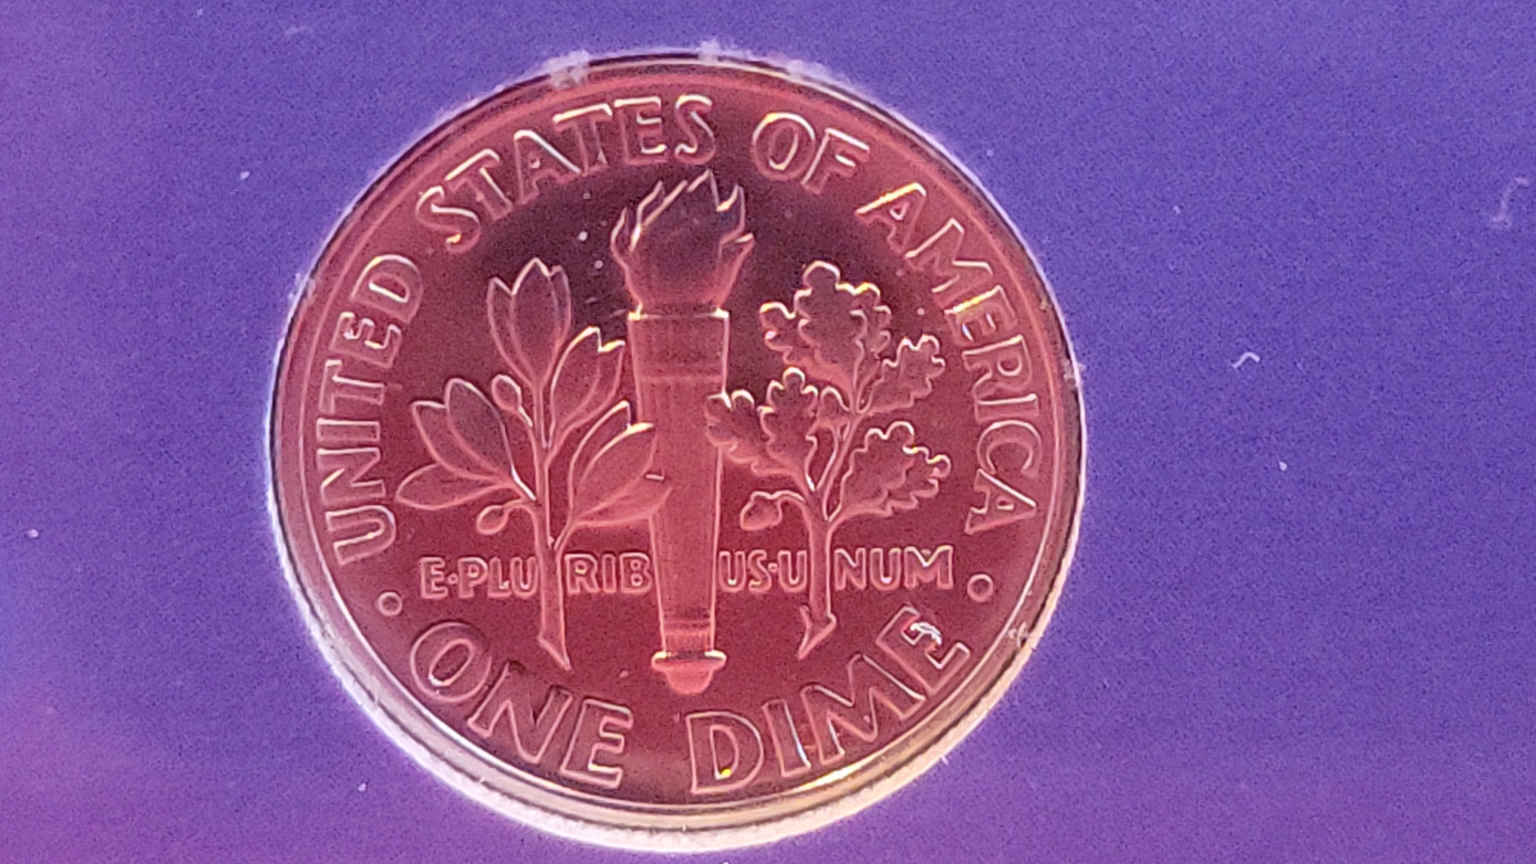 UNITED STATES OF AMERICA
E·PLURIBUS·UNUM
· ONE DIME ·